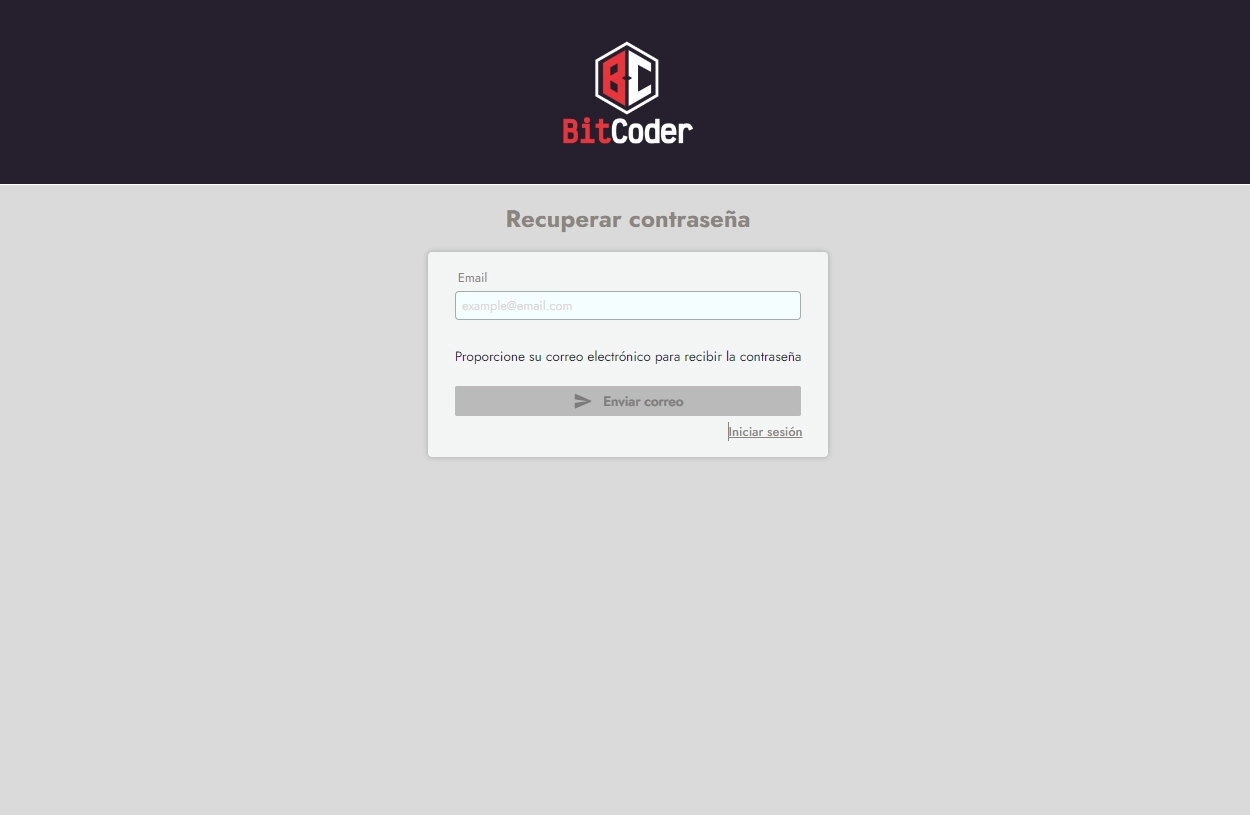 BC
BitCoder
Recuperar contraseña
Email
example@email.com
Proporcione su correo electrónico para recibir la contraseña
Enviar correo
Iniciar sesión